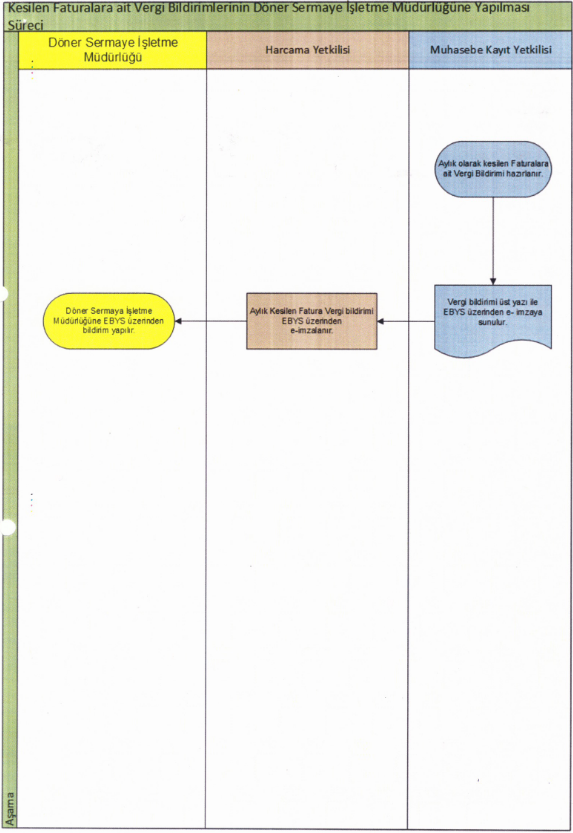 Kesilen Faturalara ait Vergi Bildirimlerinin Döner Sermaye İşletme Müdürlüğüne Yapılması
Süreci
Döner Sermaye İşletme
Müdürlüğü
Harcama Yetkilisi
Muhasebe Kayıt Yetkilisi
Aylık olarak kesilen Faturalara
ait Vergi Bildirimi hazırlanır.
Vergi bildirimi üst yazı ile
EBYS üzerinden e- imzaya
sunulur.
Aylık Kesilen Fatura Vergi bildirimi
EBYS üzerinden
e-imzalanır.
Döner Sermaya İşletme
Müdürlüğüne EBYS üzerinden
bildirim yapılır.
Aşama